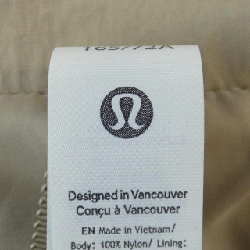 Designed in Vancouver
Conçu à Vancouver
EN Made in Vietnam/
Body: 100% Nylon/ Lining: